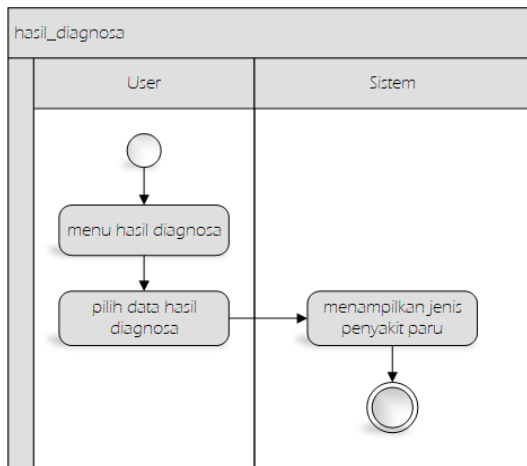 hasil_diagnosa
User
Sistem
menu hasil diagnosa
pilih data hasil
diagnosa
menampilkan jenis
penyakit paru